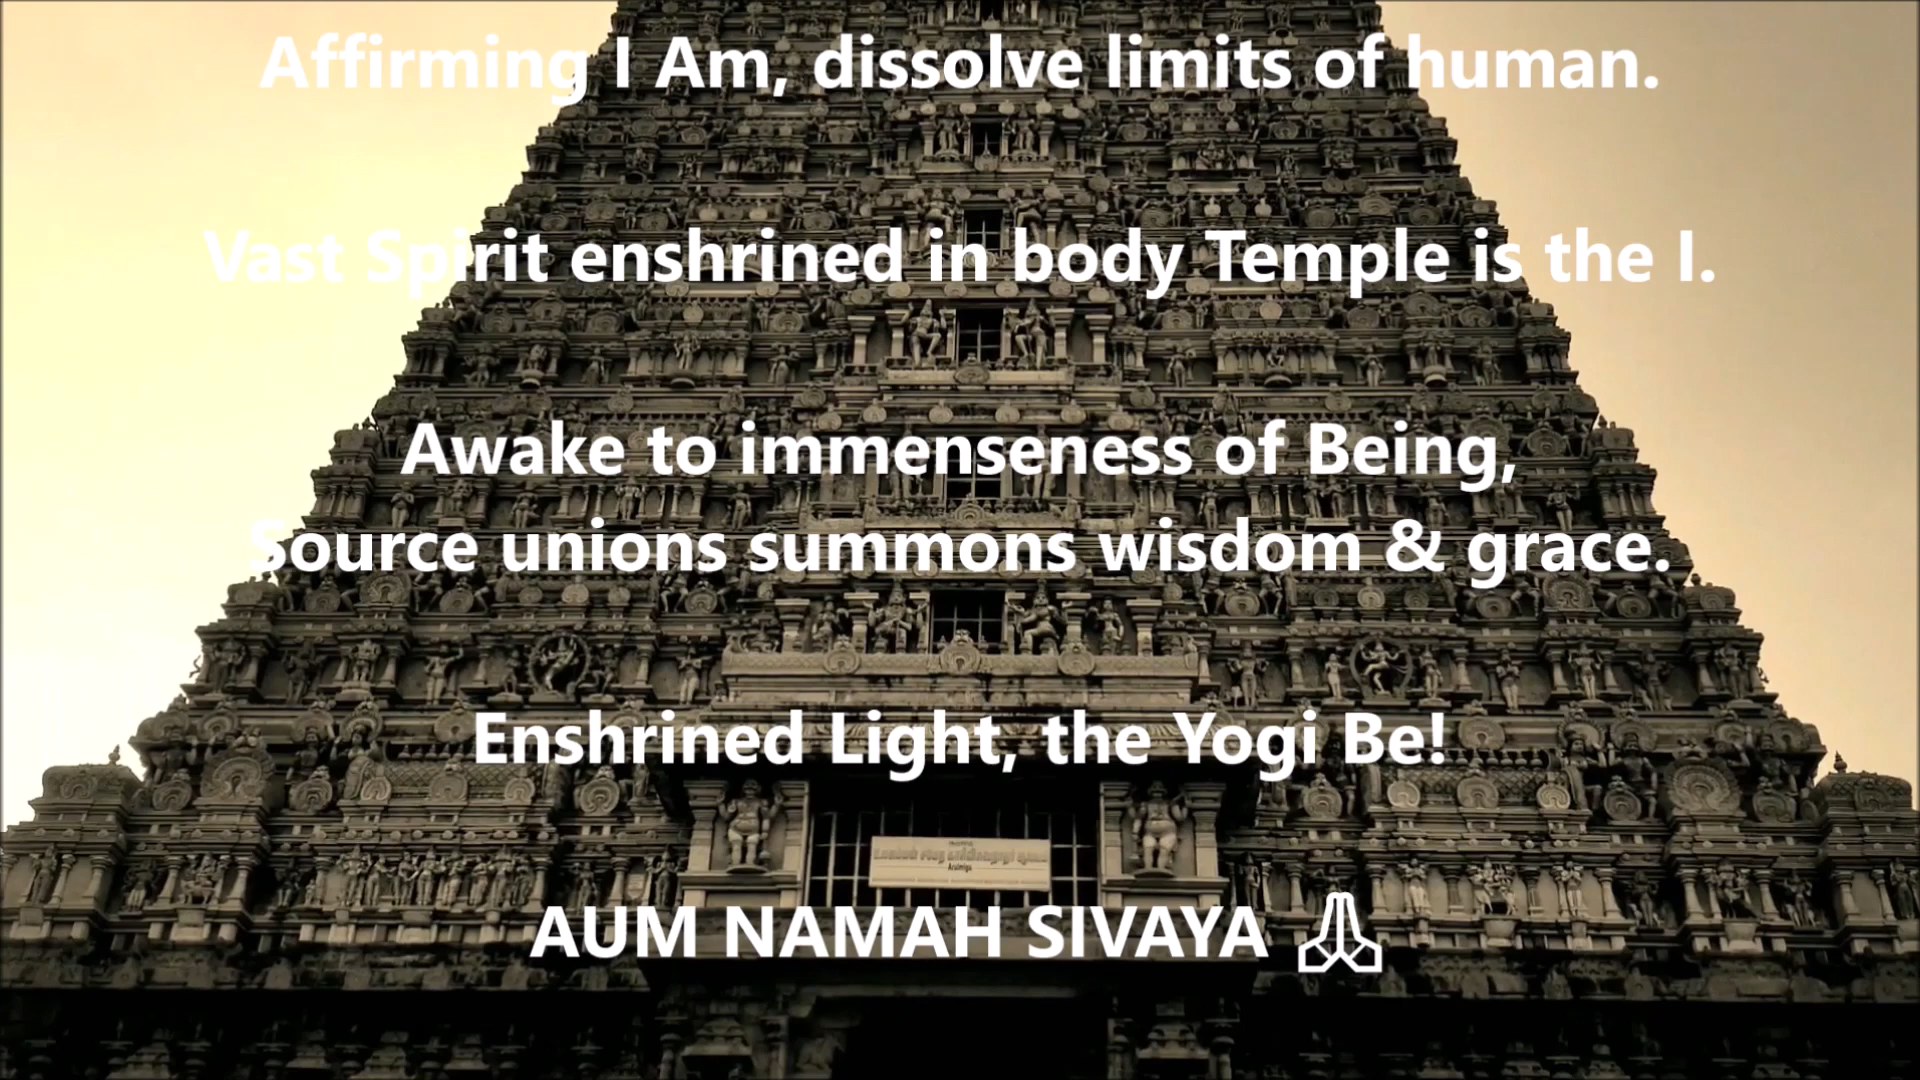 Affirming I Am, dissolve limits of human.
Vast Spirit enshrined in body Temple is the I.
Awake to immenseness of Being,
Source unions summons wisdom & grace.
Enshrined Light, the Yogi Be!
AUM NAMAH SIVAYA 🙏